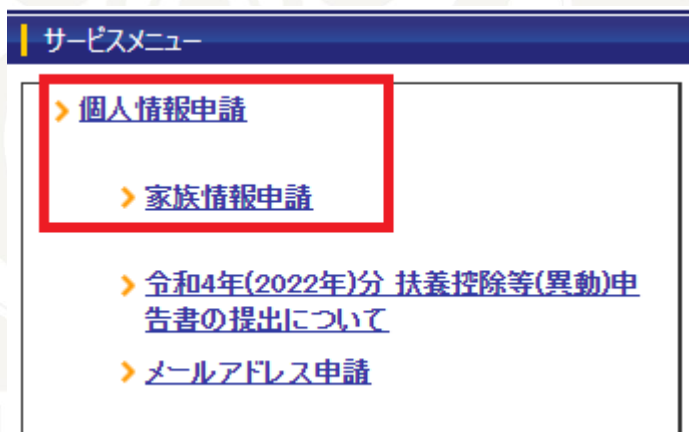 サービスメニュー
個人情報申請
家族情報申請
令和4年(2022年)分 扶養控除等(異動)申
告書の提出について
メールアドレス申請